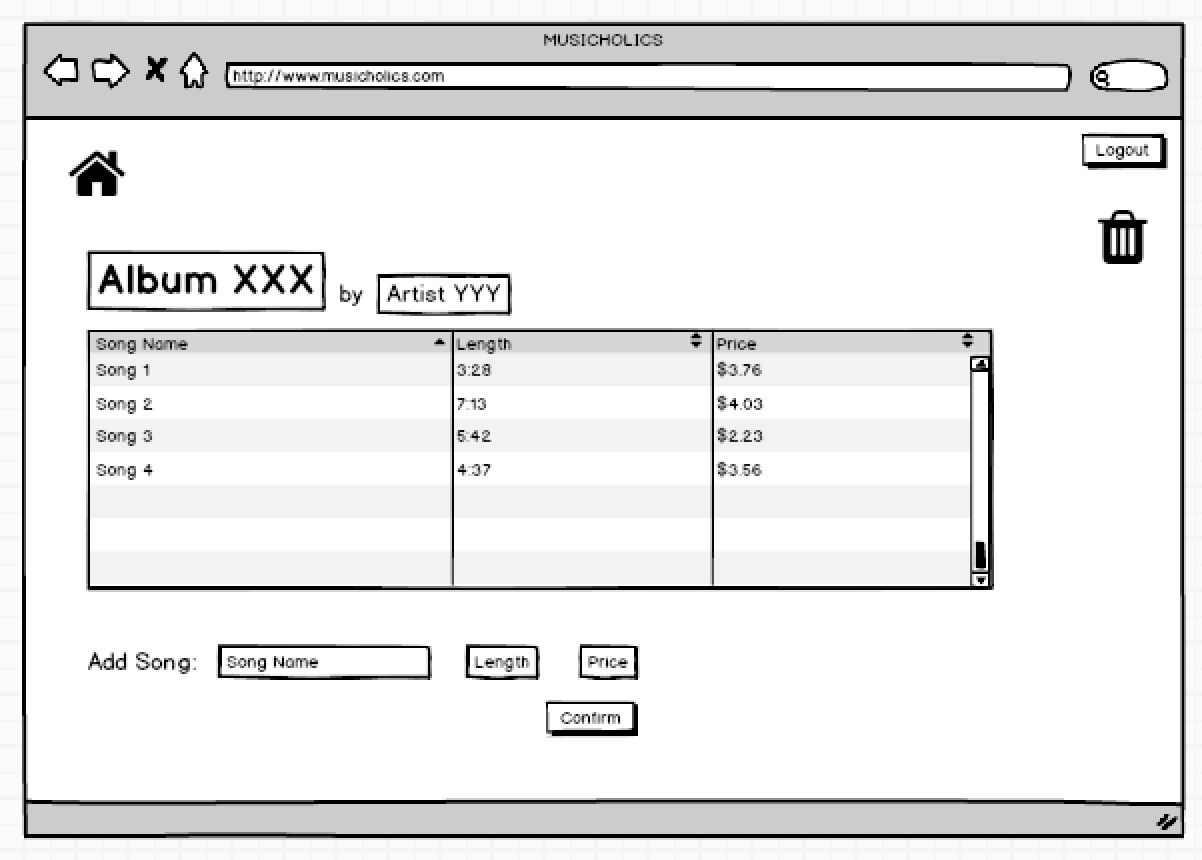 MUSICHOLICS
http://www.musicholics.com
Logout
Album XXX by Artist YYY
Song Name Length Price
Song 1 3:28 $3.76
Song 2 7:13 $4.03
Song 3 5:42 $2.23
Song 4 4:37 $3.56
Add Song: Song Name Length Price
Confirm